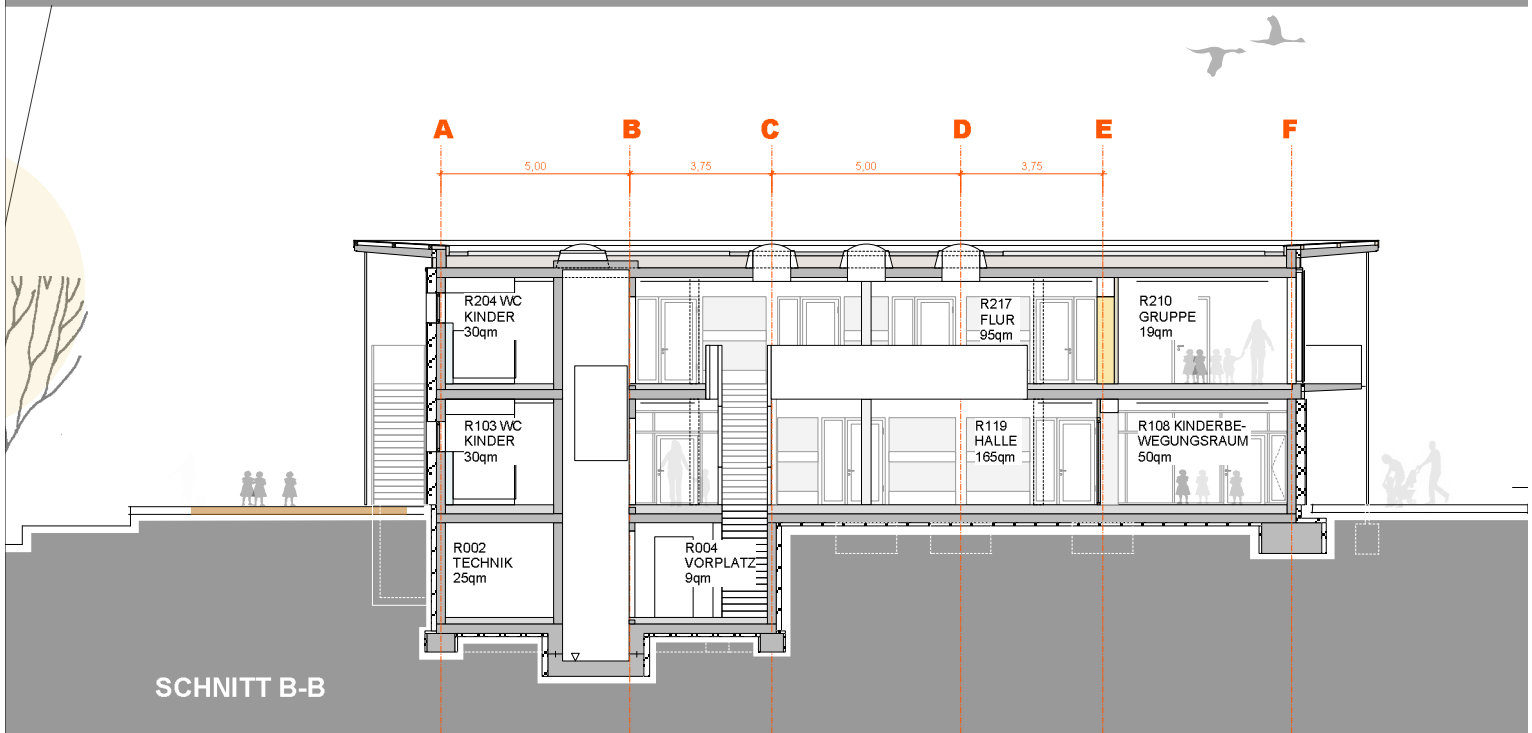 A B C D E F
5,00 3,75 5,00 3,75
R204 WC
KINDER
30qm
R217
FLUR
95qm
R210
GRUPPE
19qm
R103 WC
KINDER
30qm
R119
HALLE
165qm
R108 KINDERBE-
WEGUNGSRAUM
50qm
R002
TECHNIK
25qm
R004
VORPLATZ
9qm
SCHNITT B-B